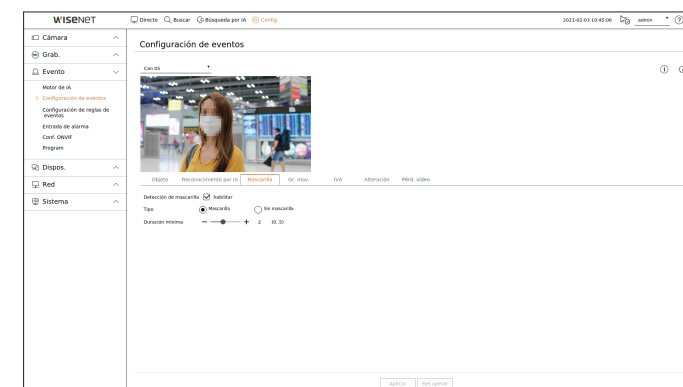 WISENET
Directo Buscar Búsqueda por IA Config.
2021-02-03 10:45:06 admin
Cámara
Grab.
Evento
Motor de IA
Configuración de eventos
Configuración de reglas de
eventos
Entrada de alarma
Conf. ONVIF
Program
Dispos.
Red
Sistema
Configuración de eventos
Can 05
Objeto Reconocimiento por IA Mascarilla Gr. mov. IVA Alteración Pérd. vídeo
Detección de mascarilla habilitar
Tipo Mascarilla Sin mascarilla
Duración mínima 2 (0..5)
Aplicar Recuperar